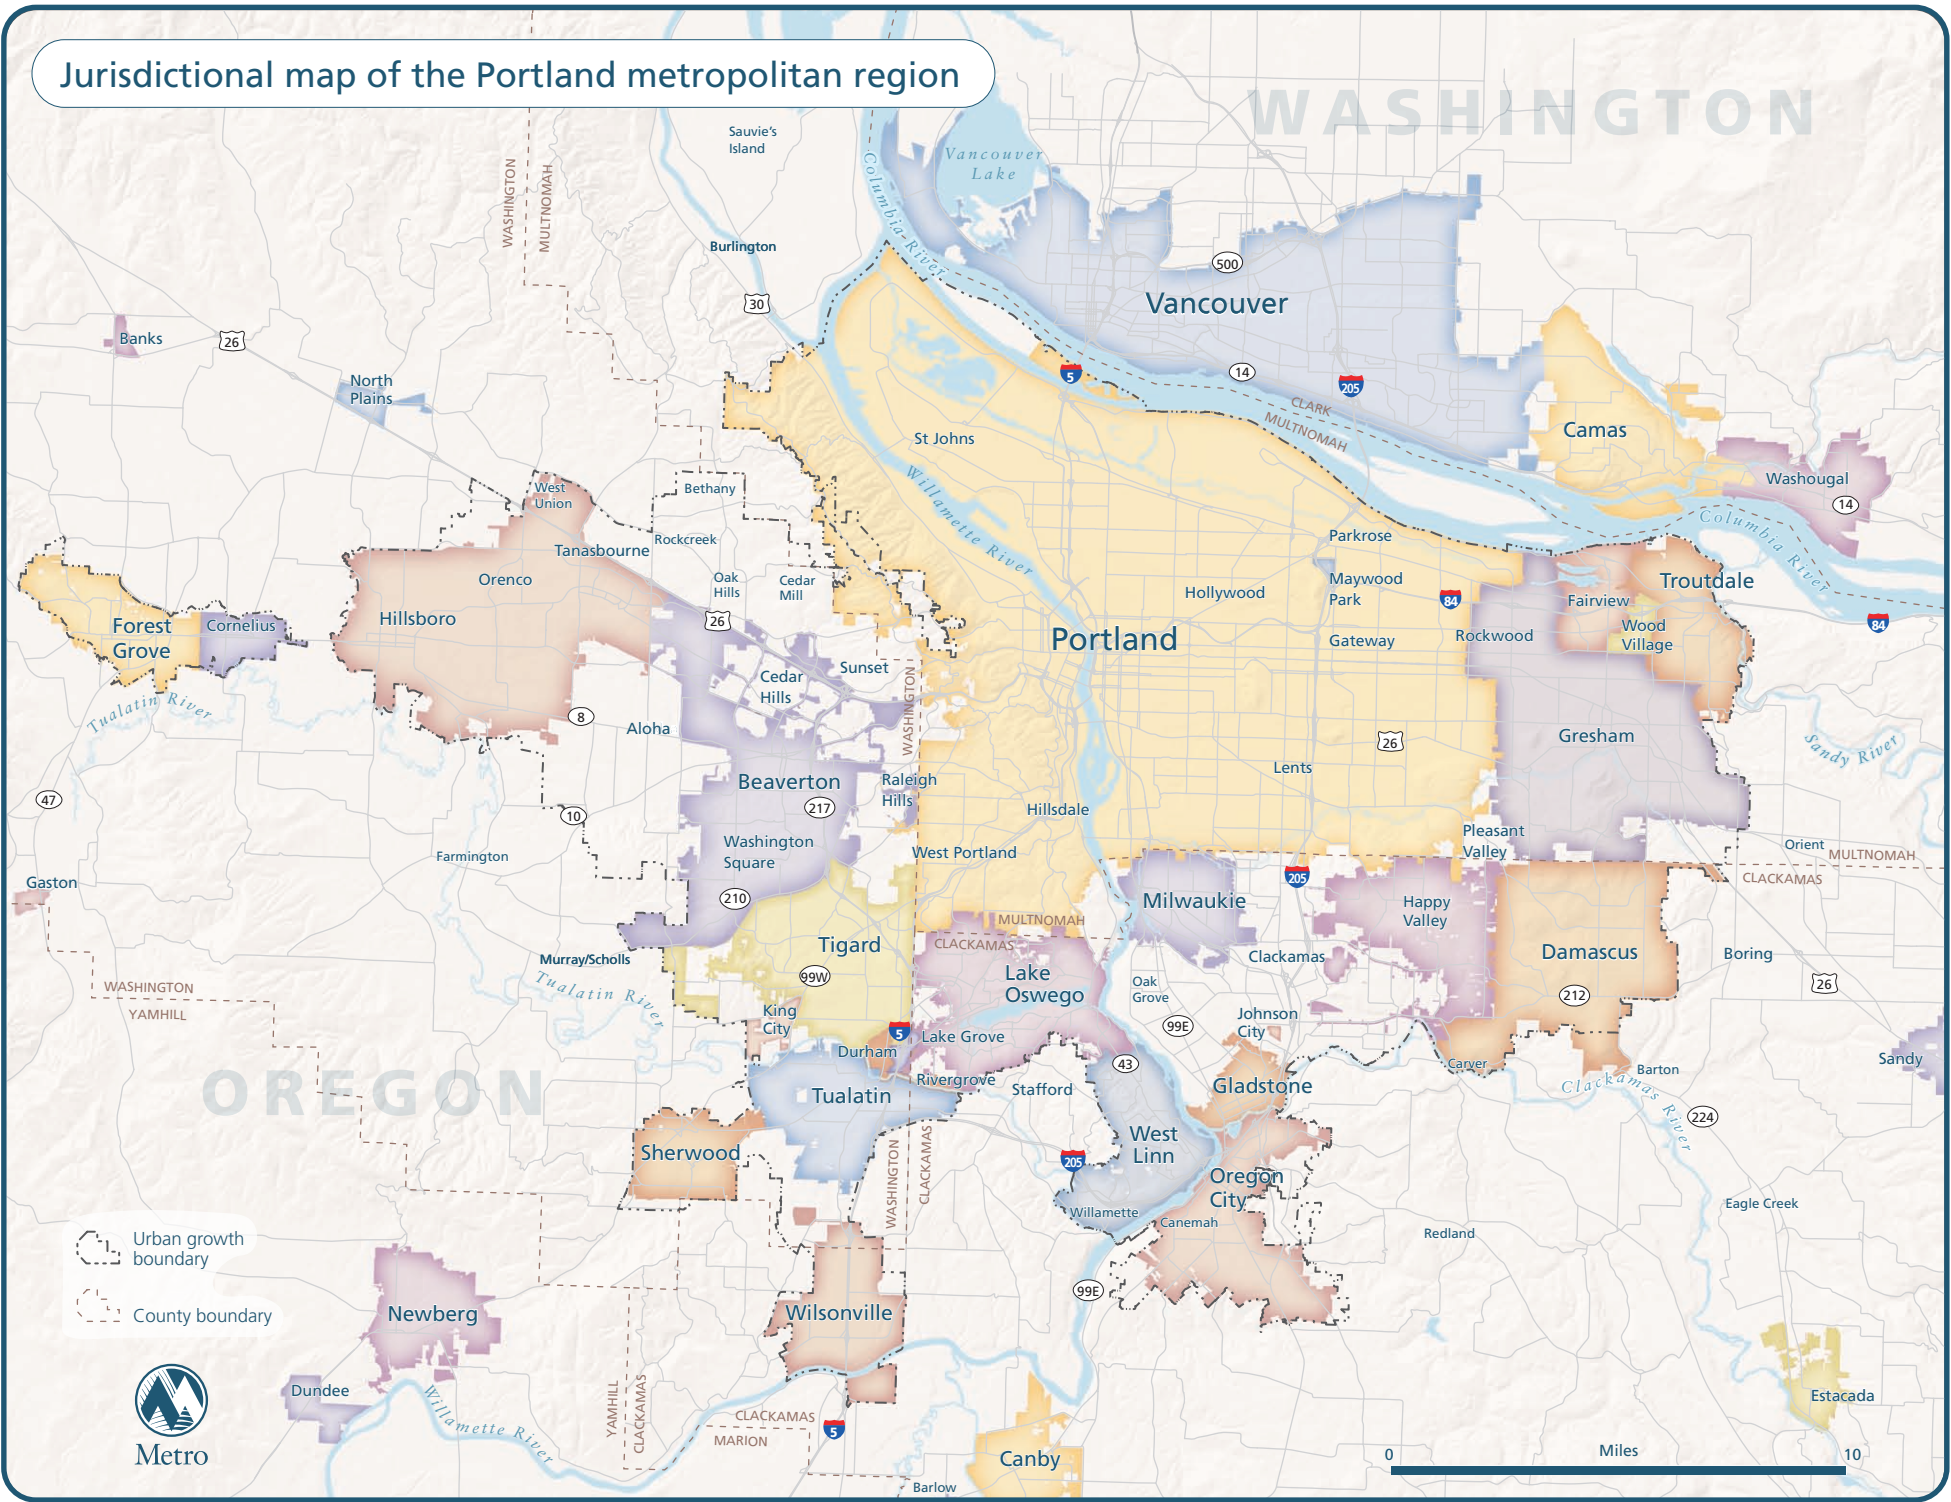 Jurisdictional map of the Portland metropolitan region
WASHINGTON
Sauvie's
Island
Vancouver
Lake
Columbia River
WASHINGTON
MULTNOMAH
Burlington
30
500
Vancouver
Banks
26
North
Plains
5
14
205
CLARK
MULTNOMAH
Camas
St Johns
Willamette River
Washougal
14
Columbia River
West
Union
Bethany
Rockcreek
Tanasbourne
Orenco
Oak
Hills
Cedar
Mill
Parkrose
Maywood
Park
Hollywood
84
Troutdale
Fairview
Wood
Village
84
Forest
Grove
Cornelius
Hillsboro
26
Portland
Gateway
Rockwood
Sunset
Cedar
Hills
WASHINGTON
Tualatin River
8
Aloha
26
Gresham
Sandy River
Beaverton
217
Raleigh
Hills
Lents
47
10
Hillsdale
Washington
Square
West Portland
Pleasant
Valley
Farmington
Orient
MULTNOMAH
CLACKAMAS
Gaston
210
205
Milwaukie
Happy
Valley
MULTNOMAH
CLACKAMAS
Tigard
99W
Murray/Scholls
Tualatin River
Lake
Oswego
Clackamas
Damascus
212
Boring
26
WASHINGTON
YAMHILL
Oak
Grove
King
City
99E
Johnson
City
5
Durham
Lake Grove
43
Carver
Barton
Sandy
OREGON
Tualatin
Rivergrove
Stafford
Gladstone
Clackamas River
224
Sherwood
WASHINGTON
CLACKAMAS
205
West
Linn
Oregon
City
Willamette
Canemah
Redland
Eagle Creek
Urban growth
boundary
County boundary
99E
Newberg
Wilsonville
Metro
Dundee
Willamette River
YAMHILL
CLACKAMAS
CLACKAMAS
MARION
5
Canby
Barlow
Estacada
0
Miles
10